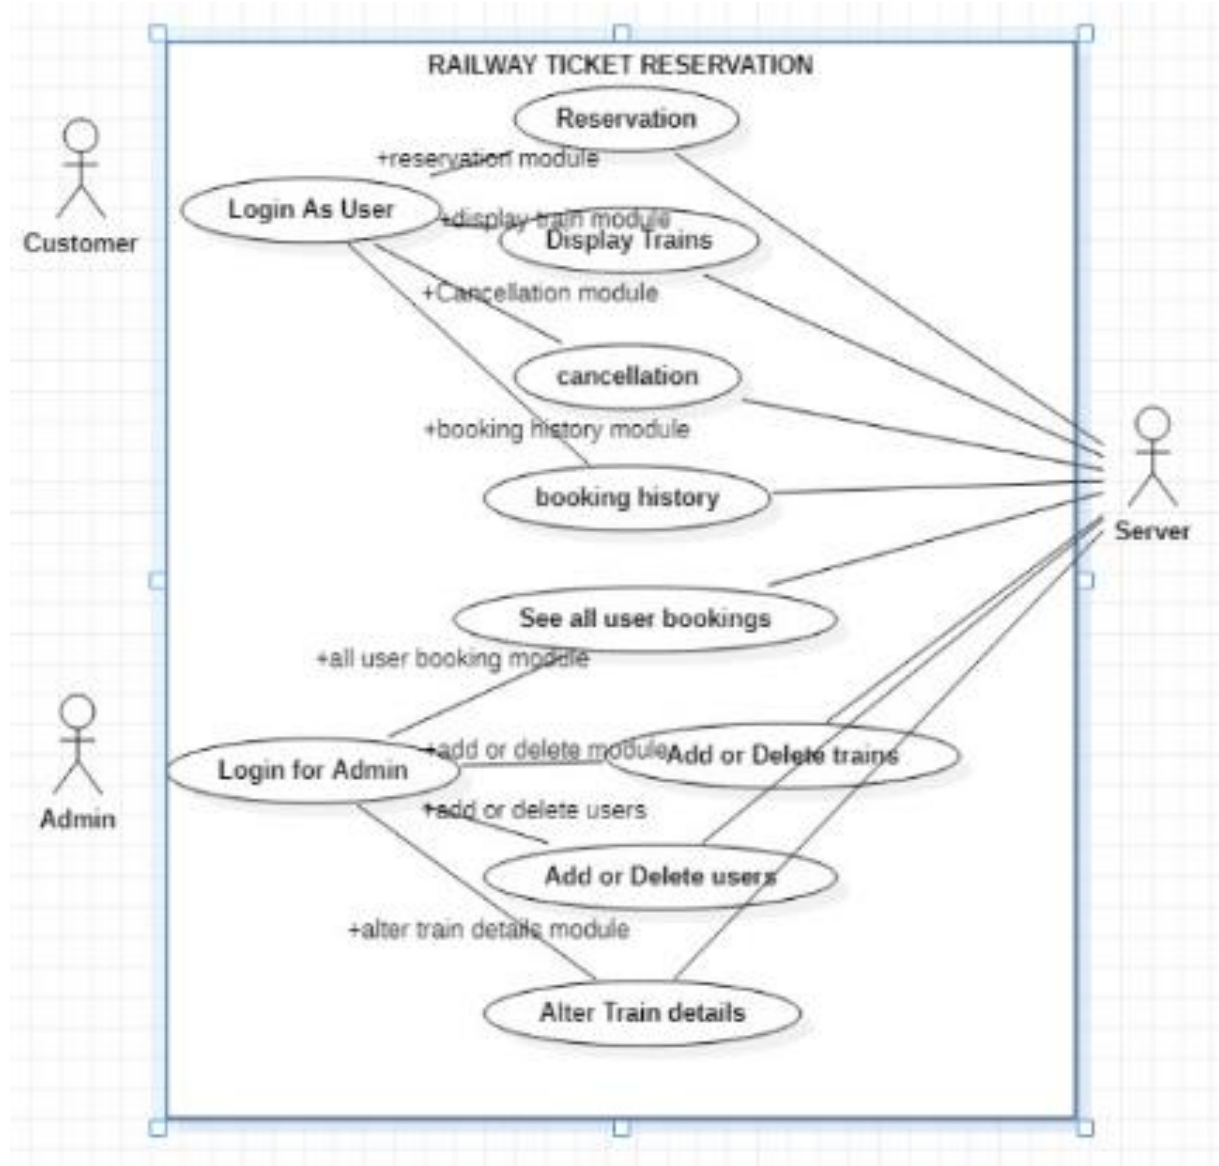 RAILWAY TICKET RESERVATION
Reservation
+reservation module
Login As User
+display train module
Display Trains
Customer
+Cancellation module
cancellation
+booking history module
booking history
Server
See all user bookings
+all user booking module
+add or delete module
Add or Delete trains
Login for Admin
Admin
+add or delete users
Add or Delete users
+alter train details module
Alter Train details